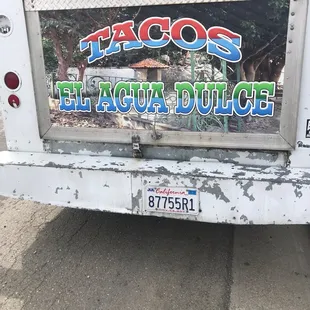 TACOS
EL AGUA DULCE
California
87755R1